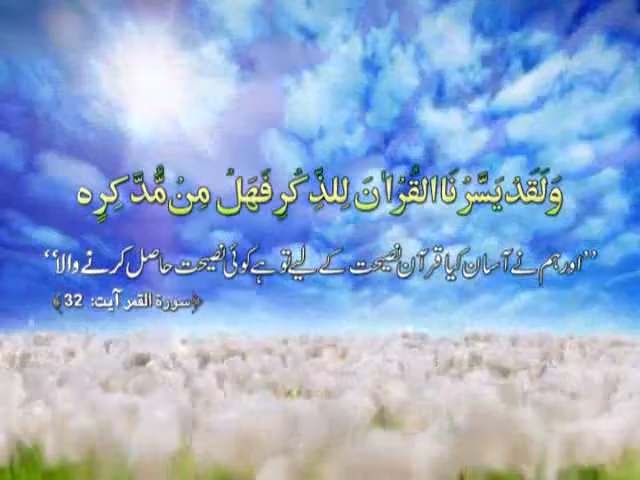 وَلَقَدْ يَسَّرْنَا الْقُرْاٰنَ لِلذِّكْرِ فَهَلْ مِنْ مُّدَّكِرٍ ه
’’اور ہم نے آسان کیا قرآن نصیحت کے لیے تو ہے کوئی نصیحت حاصل کرنے والا‘‘
﴿سورۃ القمر آیت: 32﴾